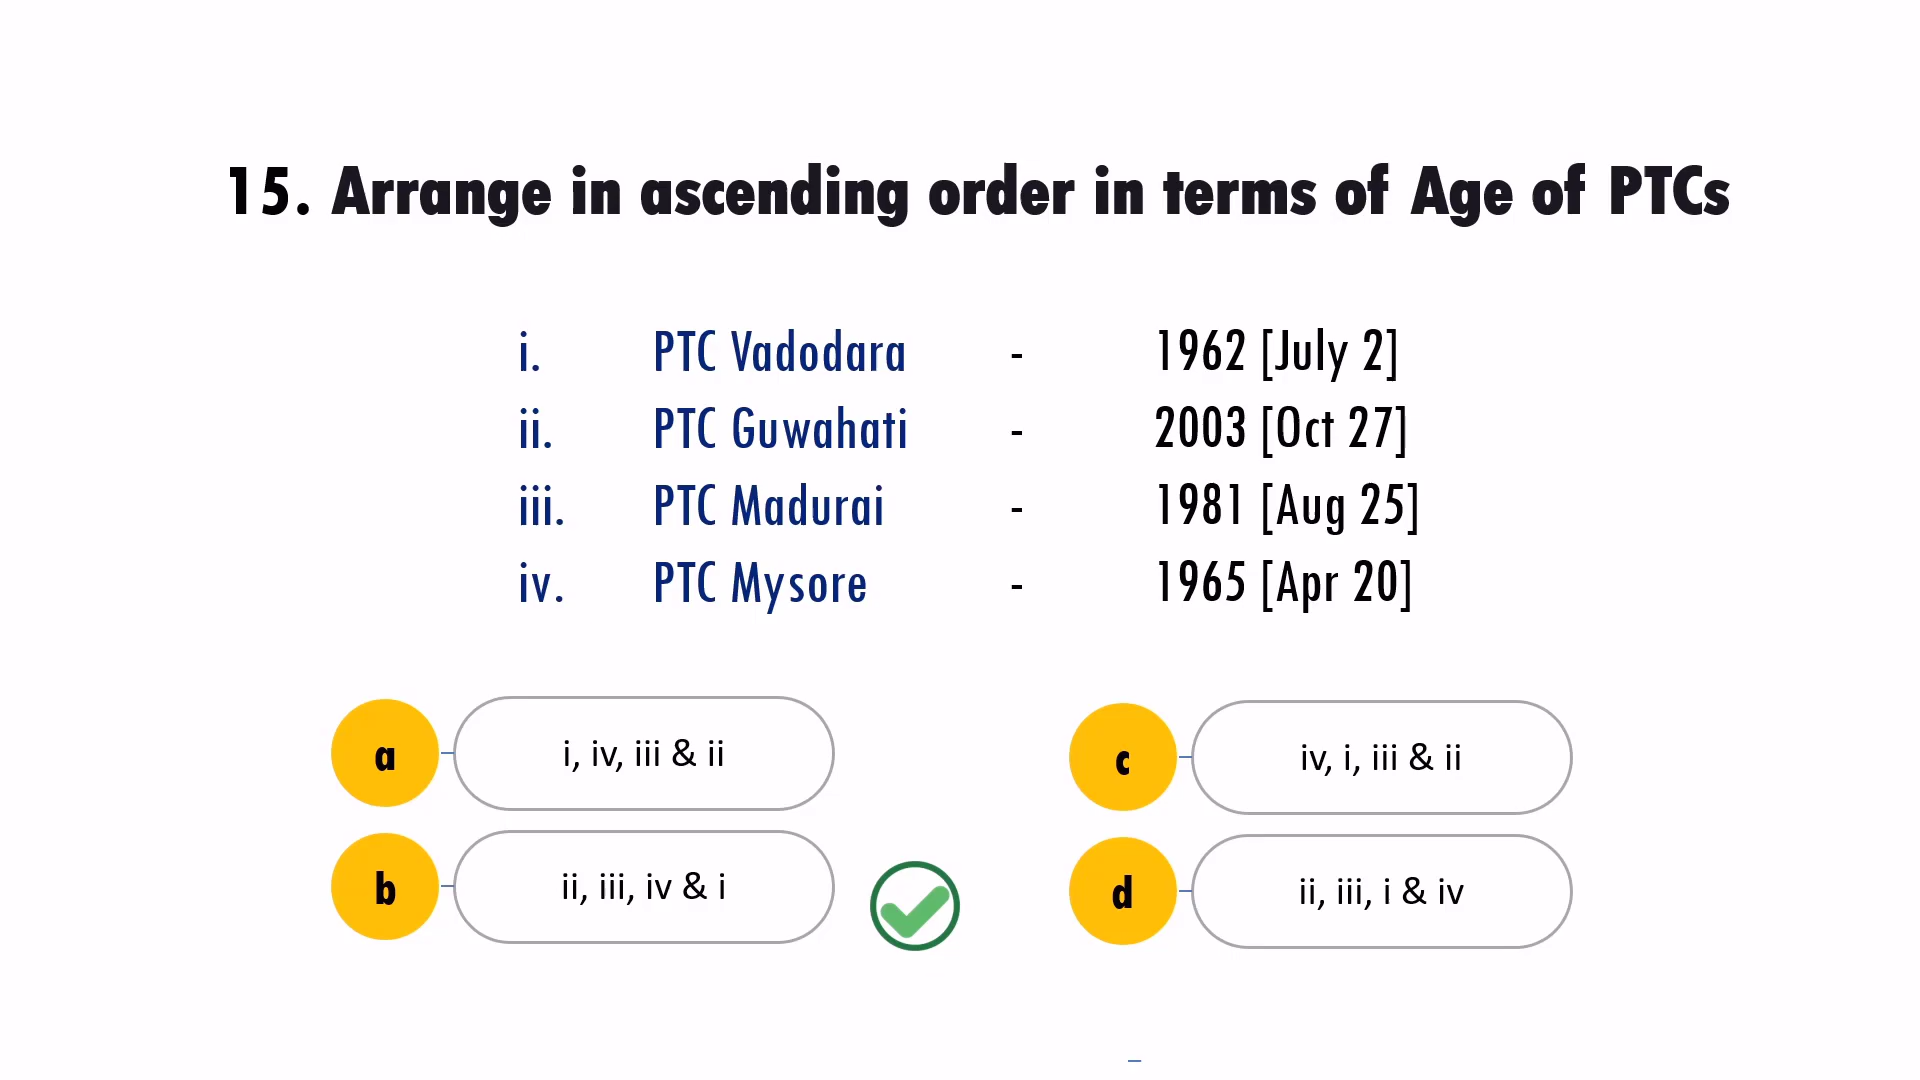 15. Arrange in ascending order in terms of Age of PTCs
i. PTC Vadodara - 1962 [July 2]
ii. PTC Guwahati - 2003 [Oct 27]
iii. PTC Madurai - 1981 [Aug 25]
iv. PTC Mysore - 1965 [Apr 20]
a i, iv, iii & ii
c iv, i, iii & ii
b ii, iii, iv & i
d ii, iii, i & iv